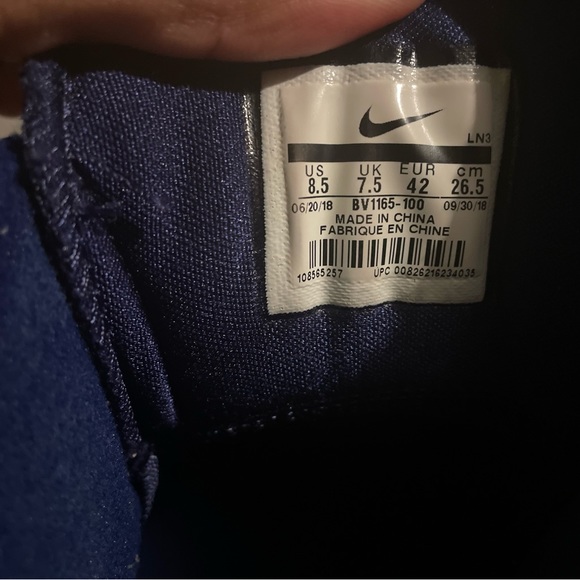 LN3
US UK EUR cm
8.5 7.5 42 26.5
06/20/18 BV1165-100 09/30/18
MADE IN CHINA
FABRIQUE EN CHINE
108565257 UPC 00826216234035